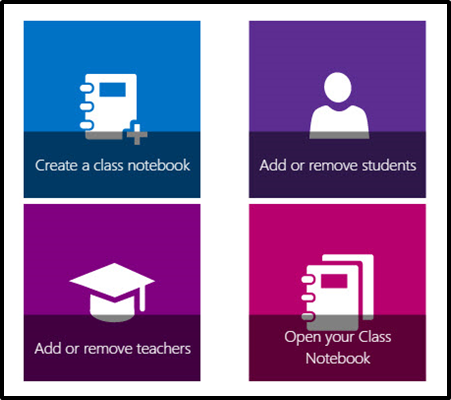 Create a class notebook
Add or remove students
Add or remove teachers
Open your Class
Notebook